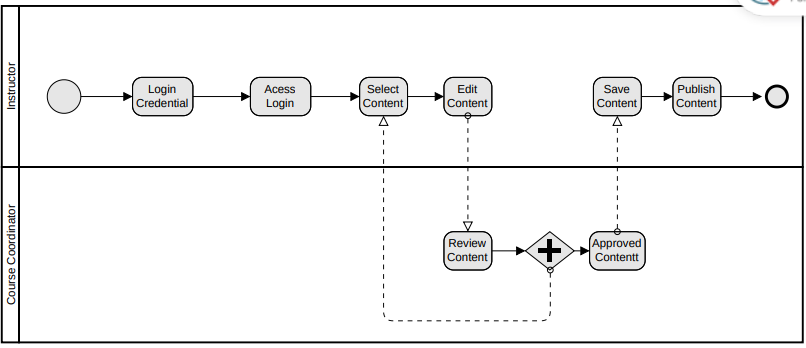 Instructor
Login
Credential
Acess
Login
Select
Content
Edit
Content
Save
Content
Publish
Content
Course Coordinator
Review
Content
Approved
Contentt